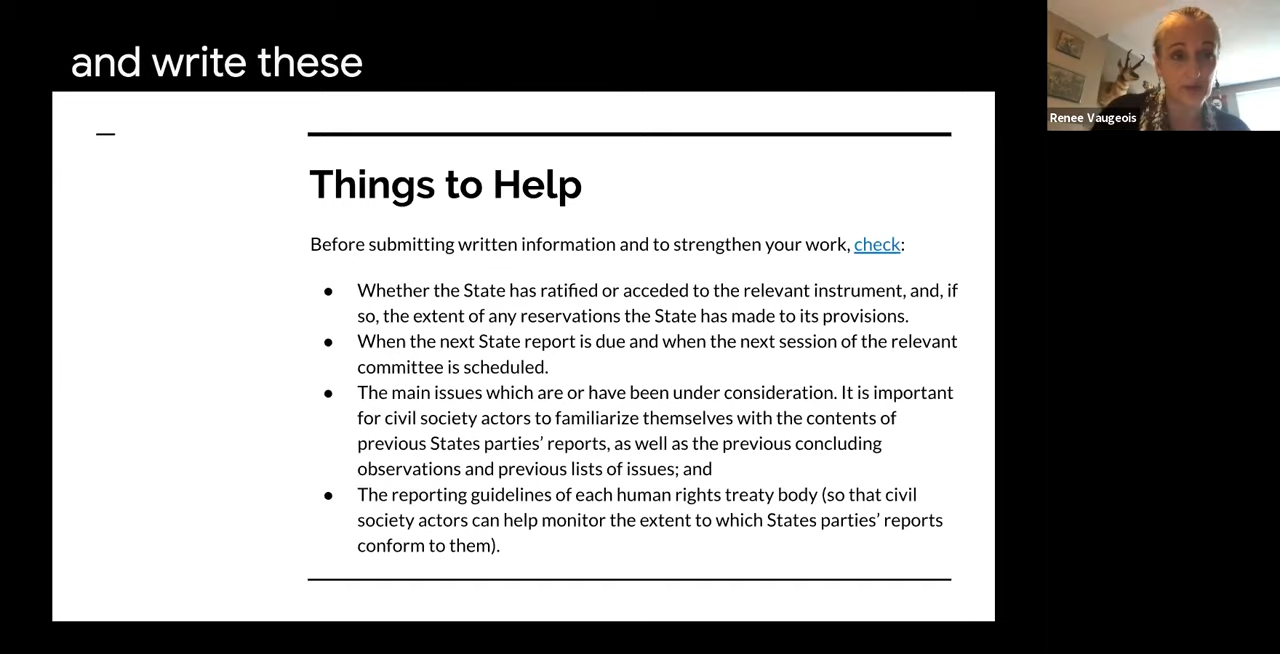 and write these
Renee Vaugeois
Things to Help
Before submitting written information and to strengthen your work, check:
● Whether the State has ratified or acceded to the relevant instrument, and, if
so, the extent of any reservations the State has made to its provisions.
● When the next State report is due and when the next session of the relevant
committee is scheduled.
● The main issues which are or have been under consideration. It is important
for civil society actors to familiarize themselves with the contents of
previous States parties’ reports, as well as the previous concluding
observations and previous lists of issues; and
● The reporting guidelines of each human rights treaty body (so that civil
society actors can help monitor the extent to which States parties’ reports
conform to them).